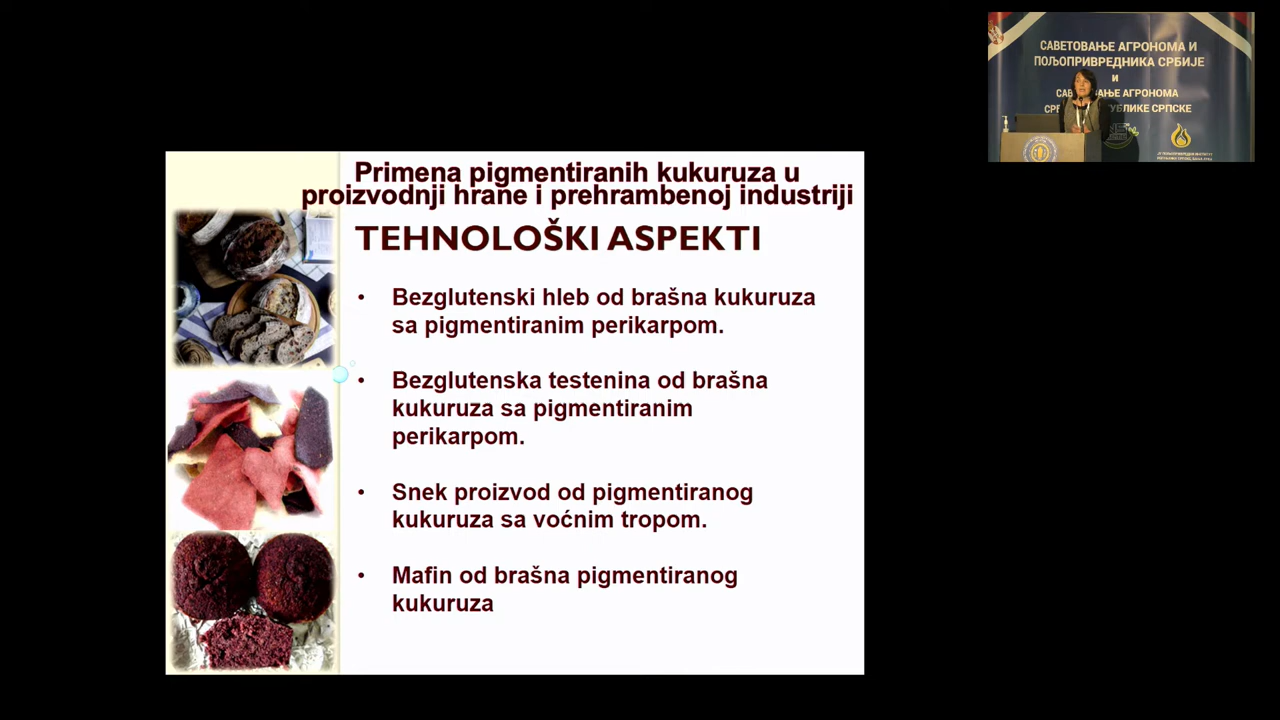 Primena pigmentiranih kukuruza u
proizvodnji hrane i prehrambenoj industriji
TEHNOLOŠKI ASPEKTI
• Bezglutenski hleb od brašna kukuruza
sa pigmentiranim perikarpom.
• Bezglutenska testenina od brašna
kukuruza sa pigmentiranim
perikarpom.
• Snek proizvod od pigmentiranog
kukuruza sa voćnim tropom.
• Mafin od brašna pigmentiranog
kukuruza
САВЕТОВАЊЕ АГРОНОМА И
ПОЉОПРИВРЕДНИКА СРБИЈЕ
и
АГРОНОМА